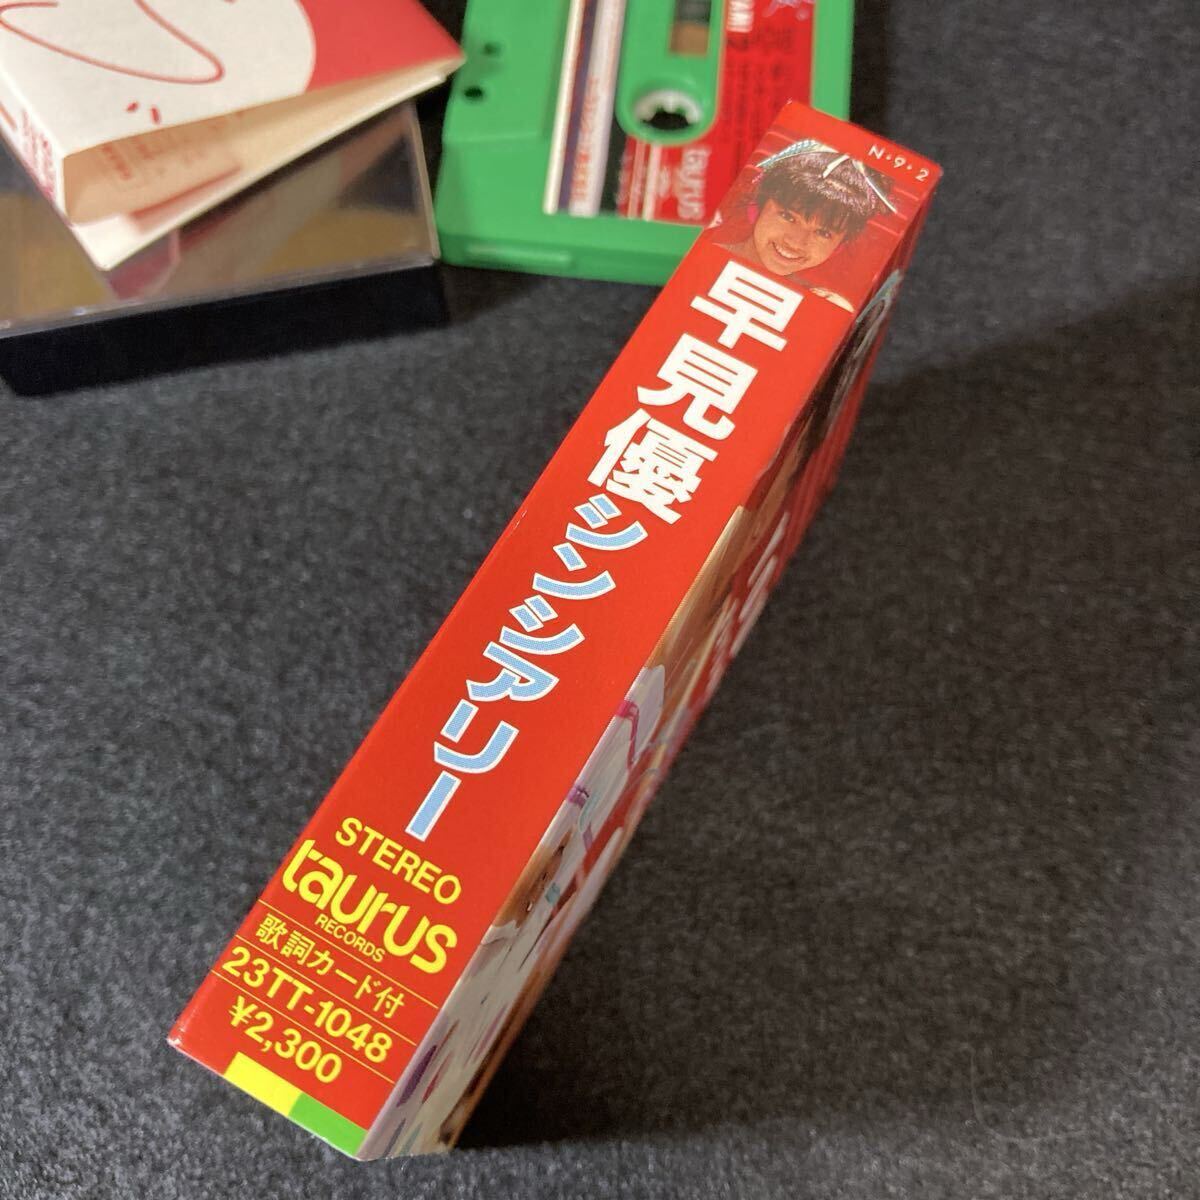 N・9・2
早見優
シンシアリー
STEREO
taurus
RECORDS
歌詞カード付
23TT-1048
¥2,300
taurus